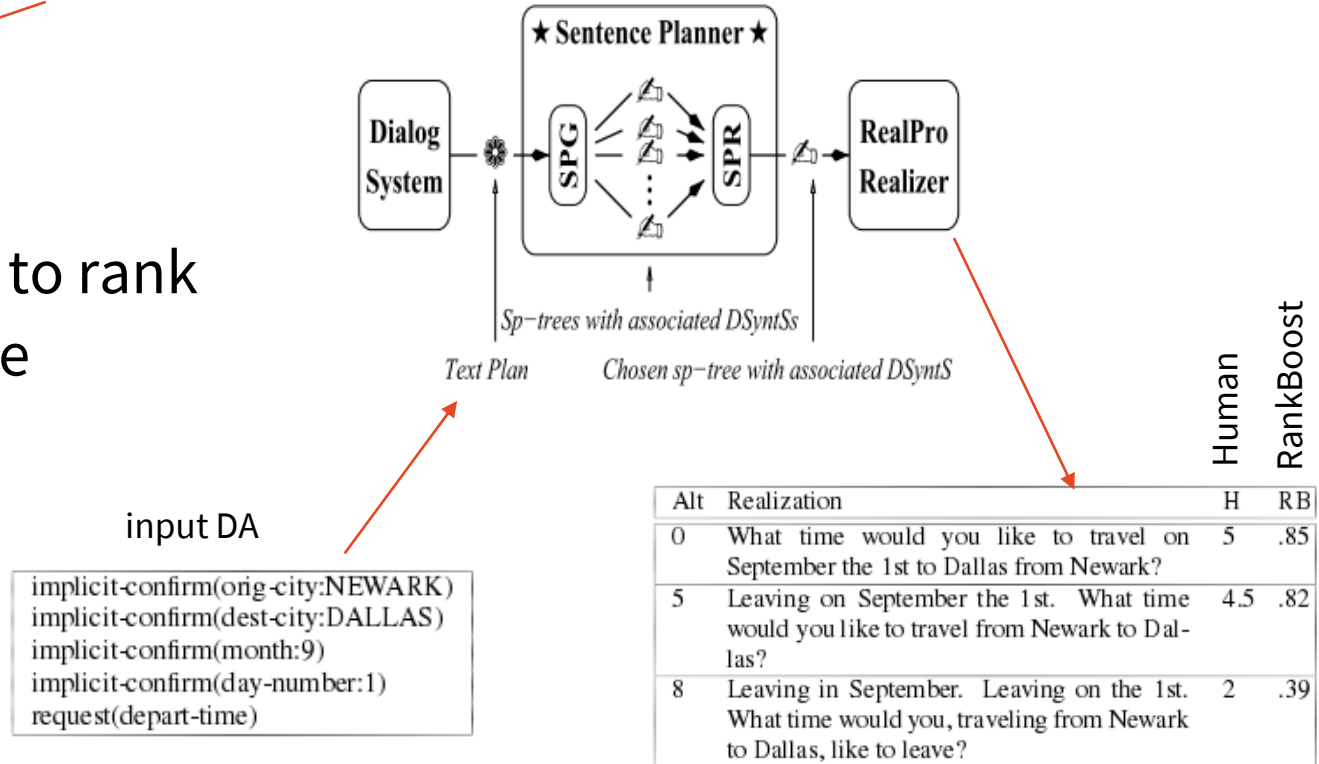 ★ Sentence Planner ★
Dialog
System
SPG
SPR
RealPro
Realizer
to rank
e
Sp-trees with associated DSyntSs
Text Plan
Chosen sp-tree with associated DSyntS
Human
RankBoost
input DA
implicit-confirm(orig-city:NEWARK)
implicit-confirm(dest-city:DALLAS)
implicit-confirm(month:9)
implicit-confirm(day-number:1)
request(depart-time)
Alt Realization H RB
0 What time would you like to travel on 5 .85
September the 1st to Dallas from Newark?
5 Leaving on September the 1st. What time 4.5 .82
would you like to travel from Newark to Dal-
las?
8 Leaving in September. Leaving on the 1st. 2 .39
What time would you, traveling from Newark
to Dallas, like to leave?